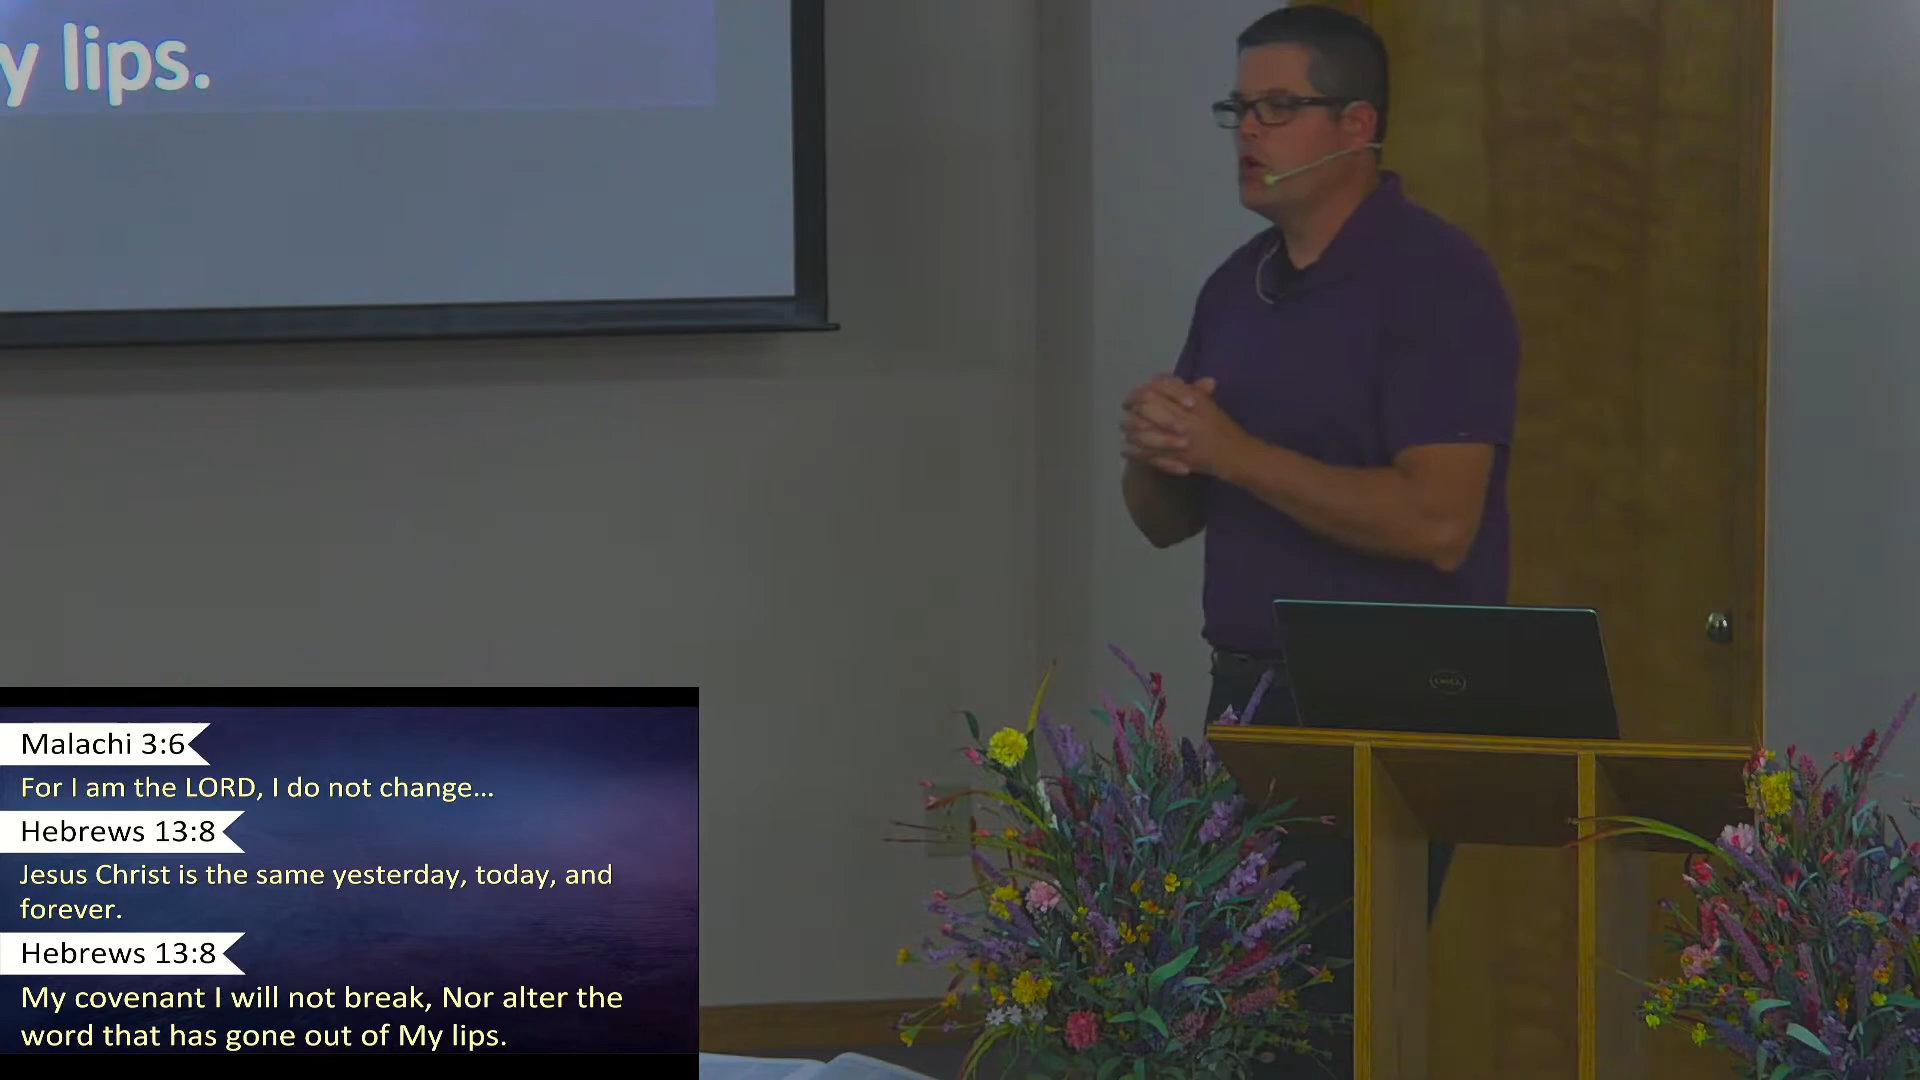 y lips.
Malachi 3:6
For I am the LORD, I do not change...
Hebrews 13:8
Jesus Christ is the same yesterday, today, and
forever.
Hebrews 13:8
My covenant I will not break, Nor alter the
word that has gone out of My lips.
DELL